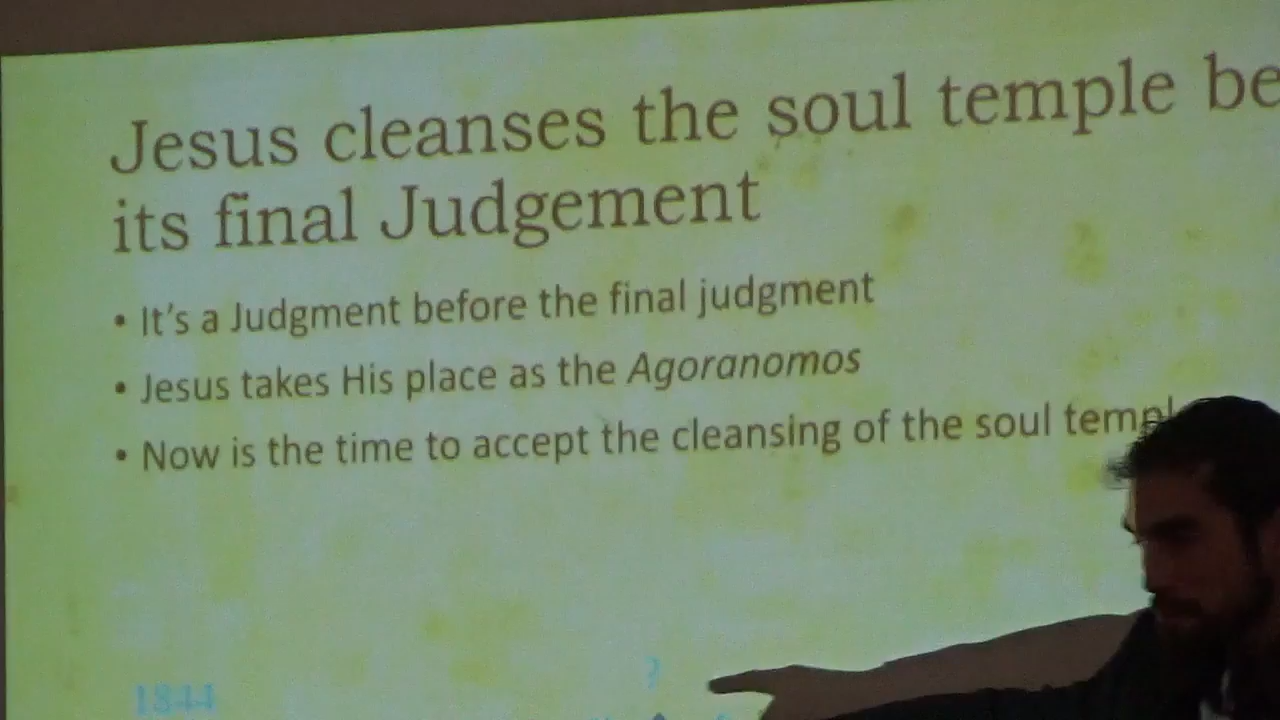 Jesus cleanses the soul temple be
its final Judgement
• It's a Judgment before the final judgment
• Jesus takes His place as the Agoranomos
• Now is the time to accept the cleansing of the soul templ
?
1844